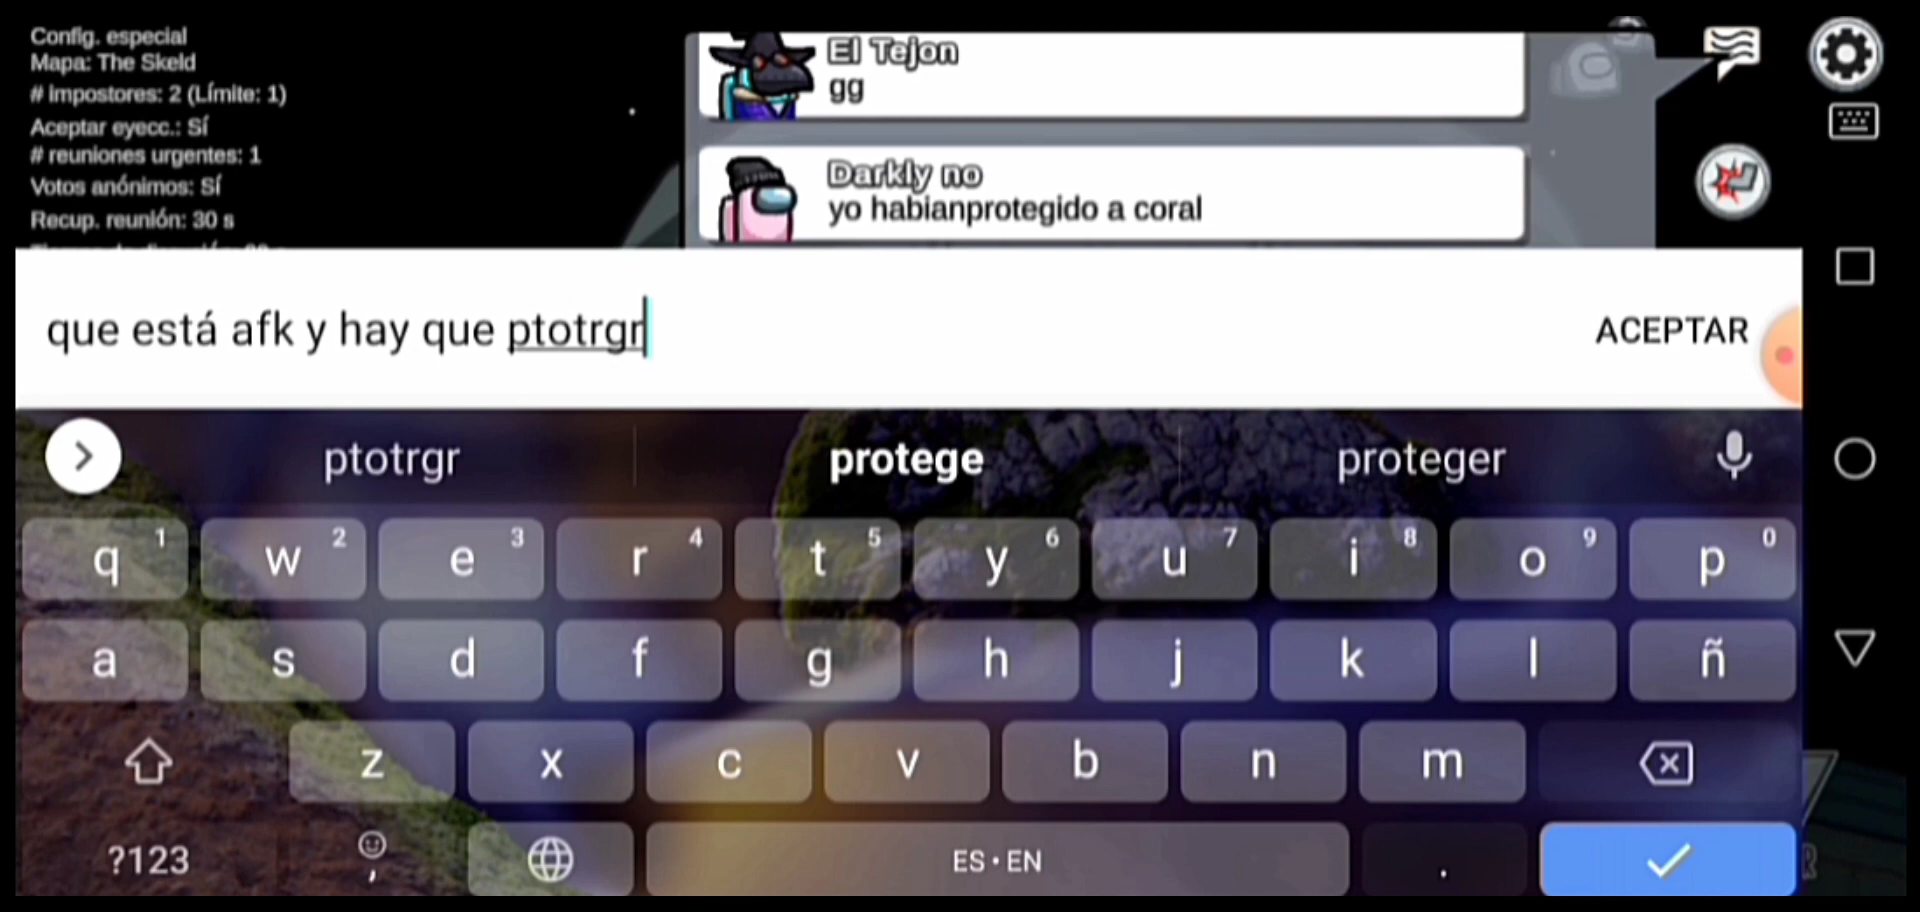 Config. especial
Mapa: The Skeld
# impostores: 2 (Límite: 1)
Aceptar eyecc.: Sí
# reuniones urgentes: 1
Votos anónimos: Sí
Recup. reunión: 30 s
El Tejon
gg
Darkly no
yo habianprotegido a coral
que está afk y hay que ptotrgr
ACEPTAR
ptotrgr protege proteger
q 1 w 2 e 3 r 4 t 5 y 6 u 7 i 8 o 9 p 0
a s d f g h j k l ñ
z x c v b n m
?123 , ES • EN .